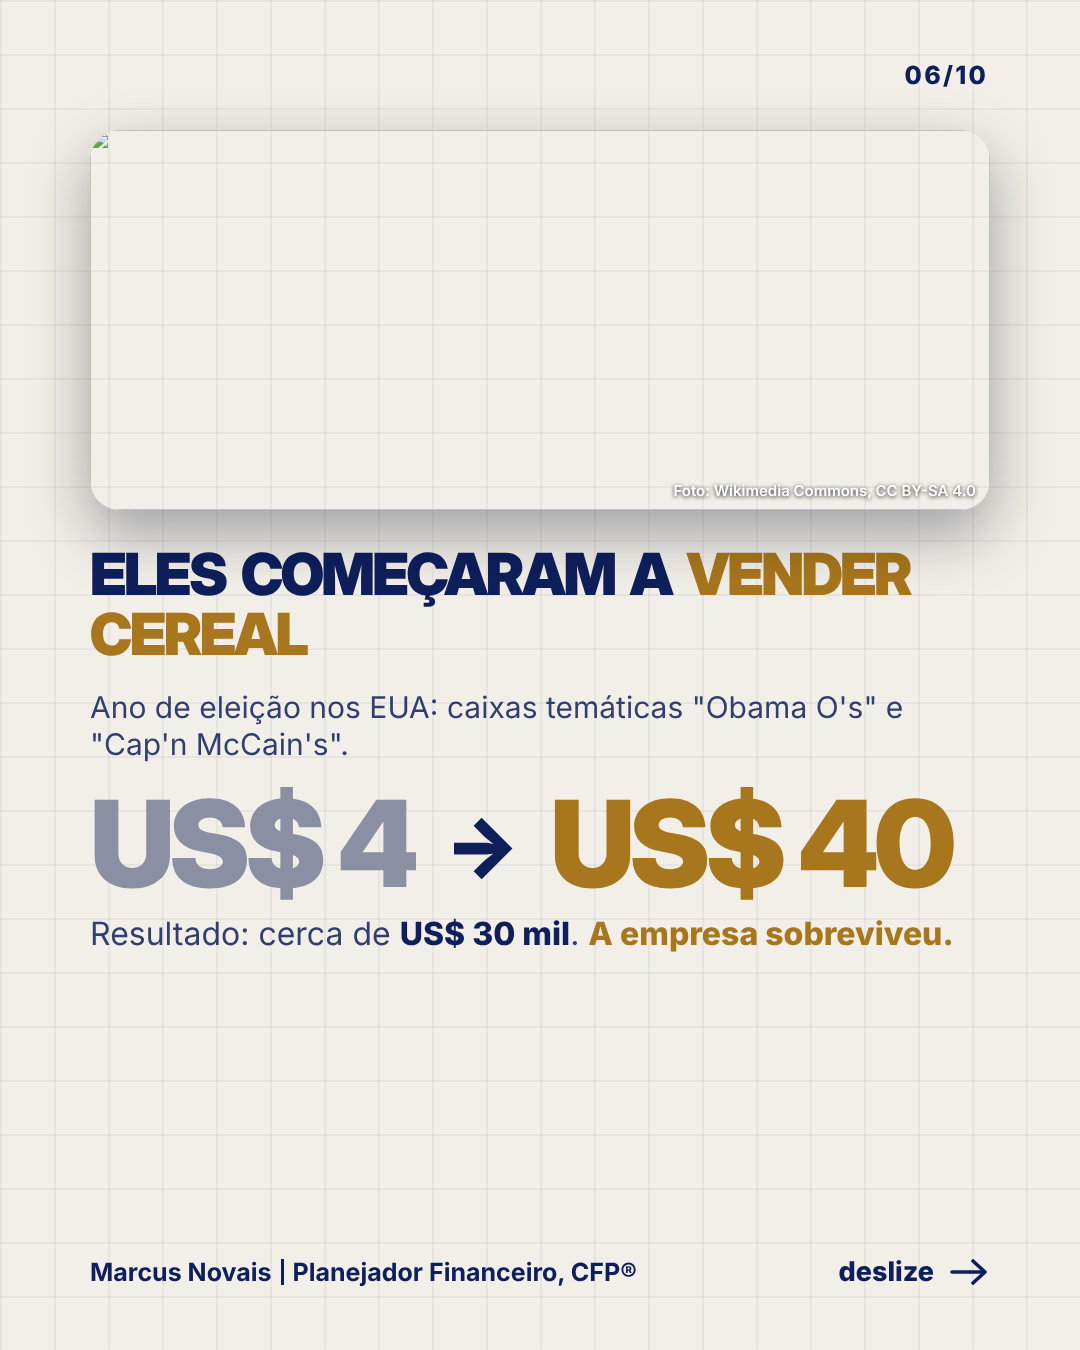 06/10
Foto: Wikimedia Commons, CC BY-SA 4.0
ELES COMEÇARAM A VENDER
CEREAL
Ano de eleição nos EUA: caixas temáticas "Obama O's" e
"Cap'n McCain's".
US$ 4 → US$ 40
Resultado: cerca de US$ 30 mil. A empresa sobreviveu.
Marcus Novais | Planejador Financeiro, CFP®
deslize →